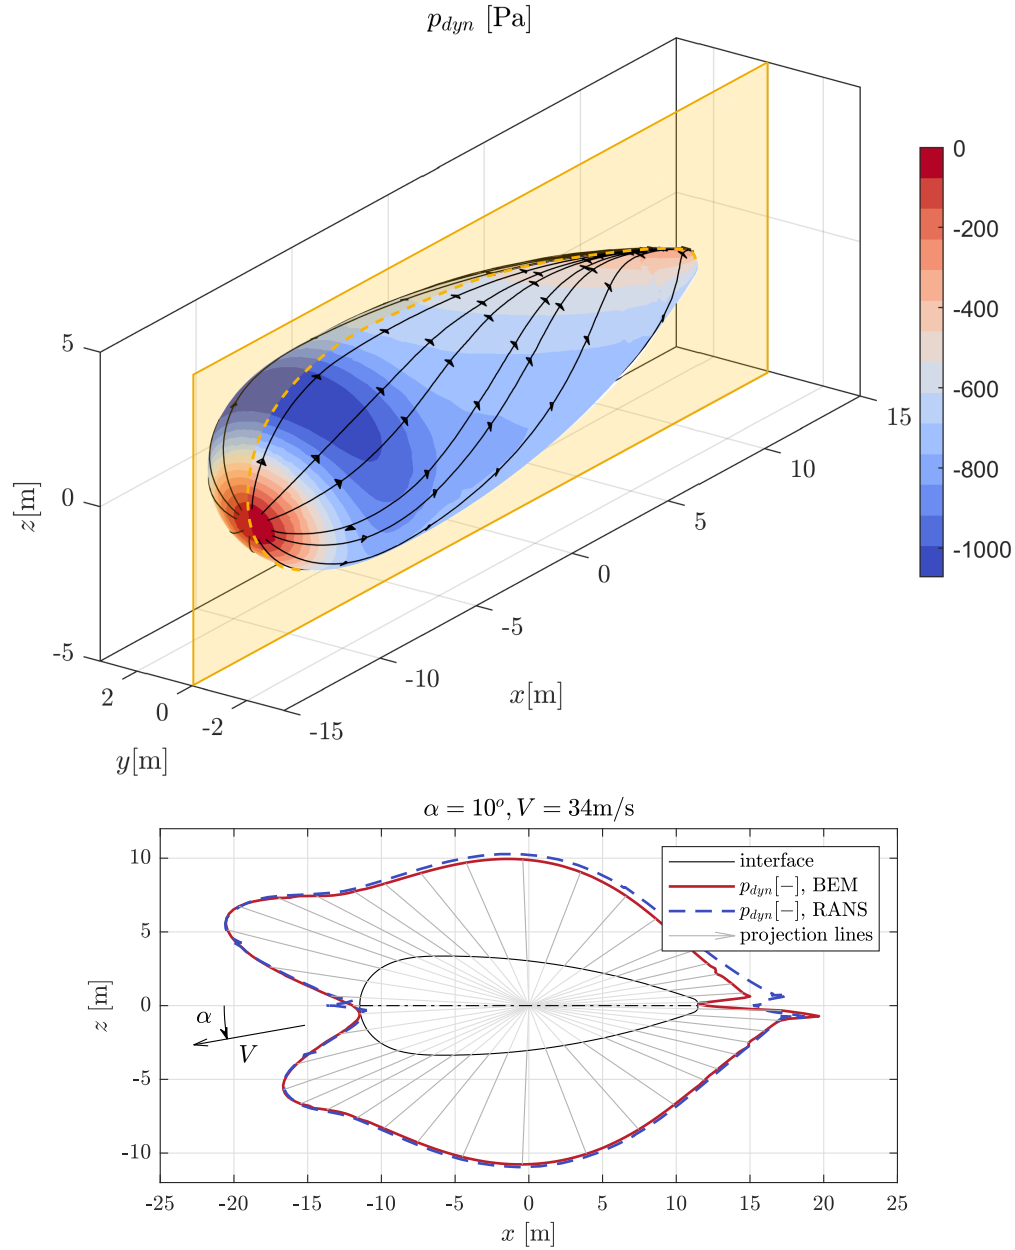 p_dyn [Pa]
5
0
-5
z[m]
2
0
-2
y[m]
-15
-10
-5
0
5
10
15
x[m]
0
-200
-400
-600
-800
-1000
α = 10^o, V = 34m/s
interface
p_dyn[−], BEM
p_dyn[−], RANS
projection lines
10
5
0
-5
-10
z [m]
α
V
-25 -20 -15 -10 -5 0 5 10 15 20 25
x [m]